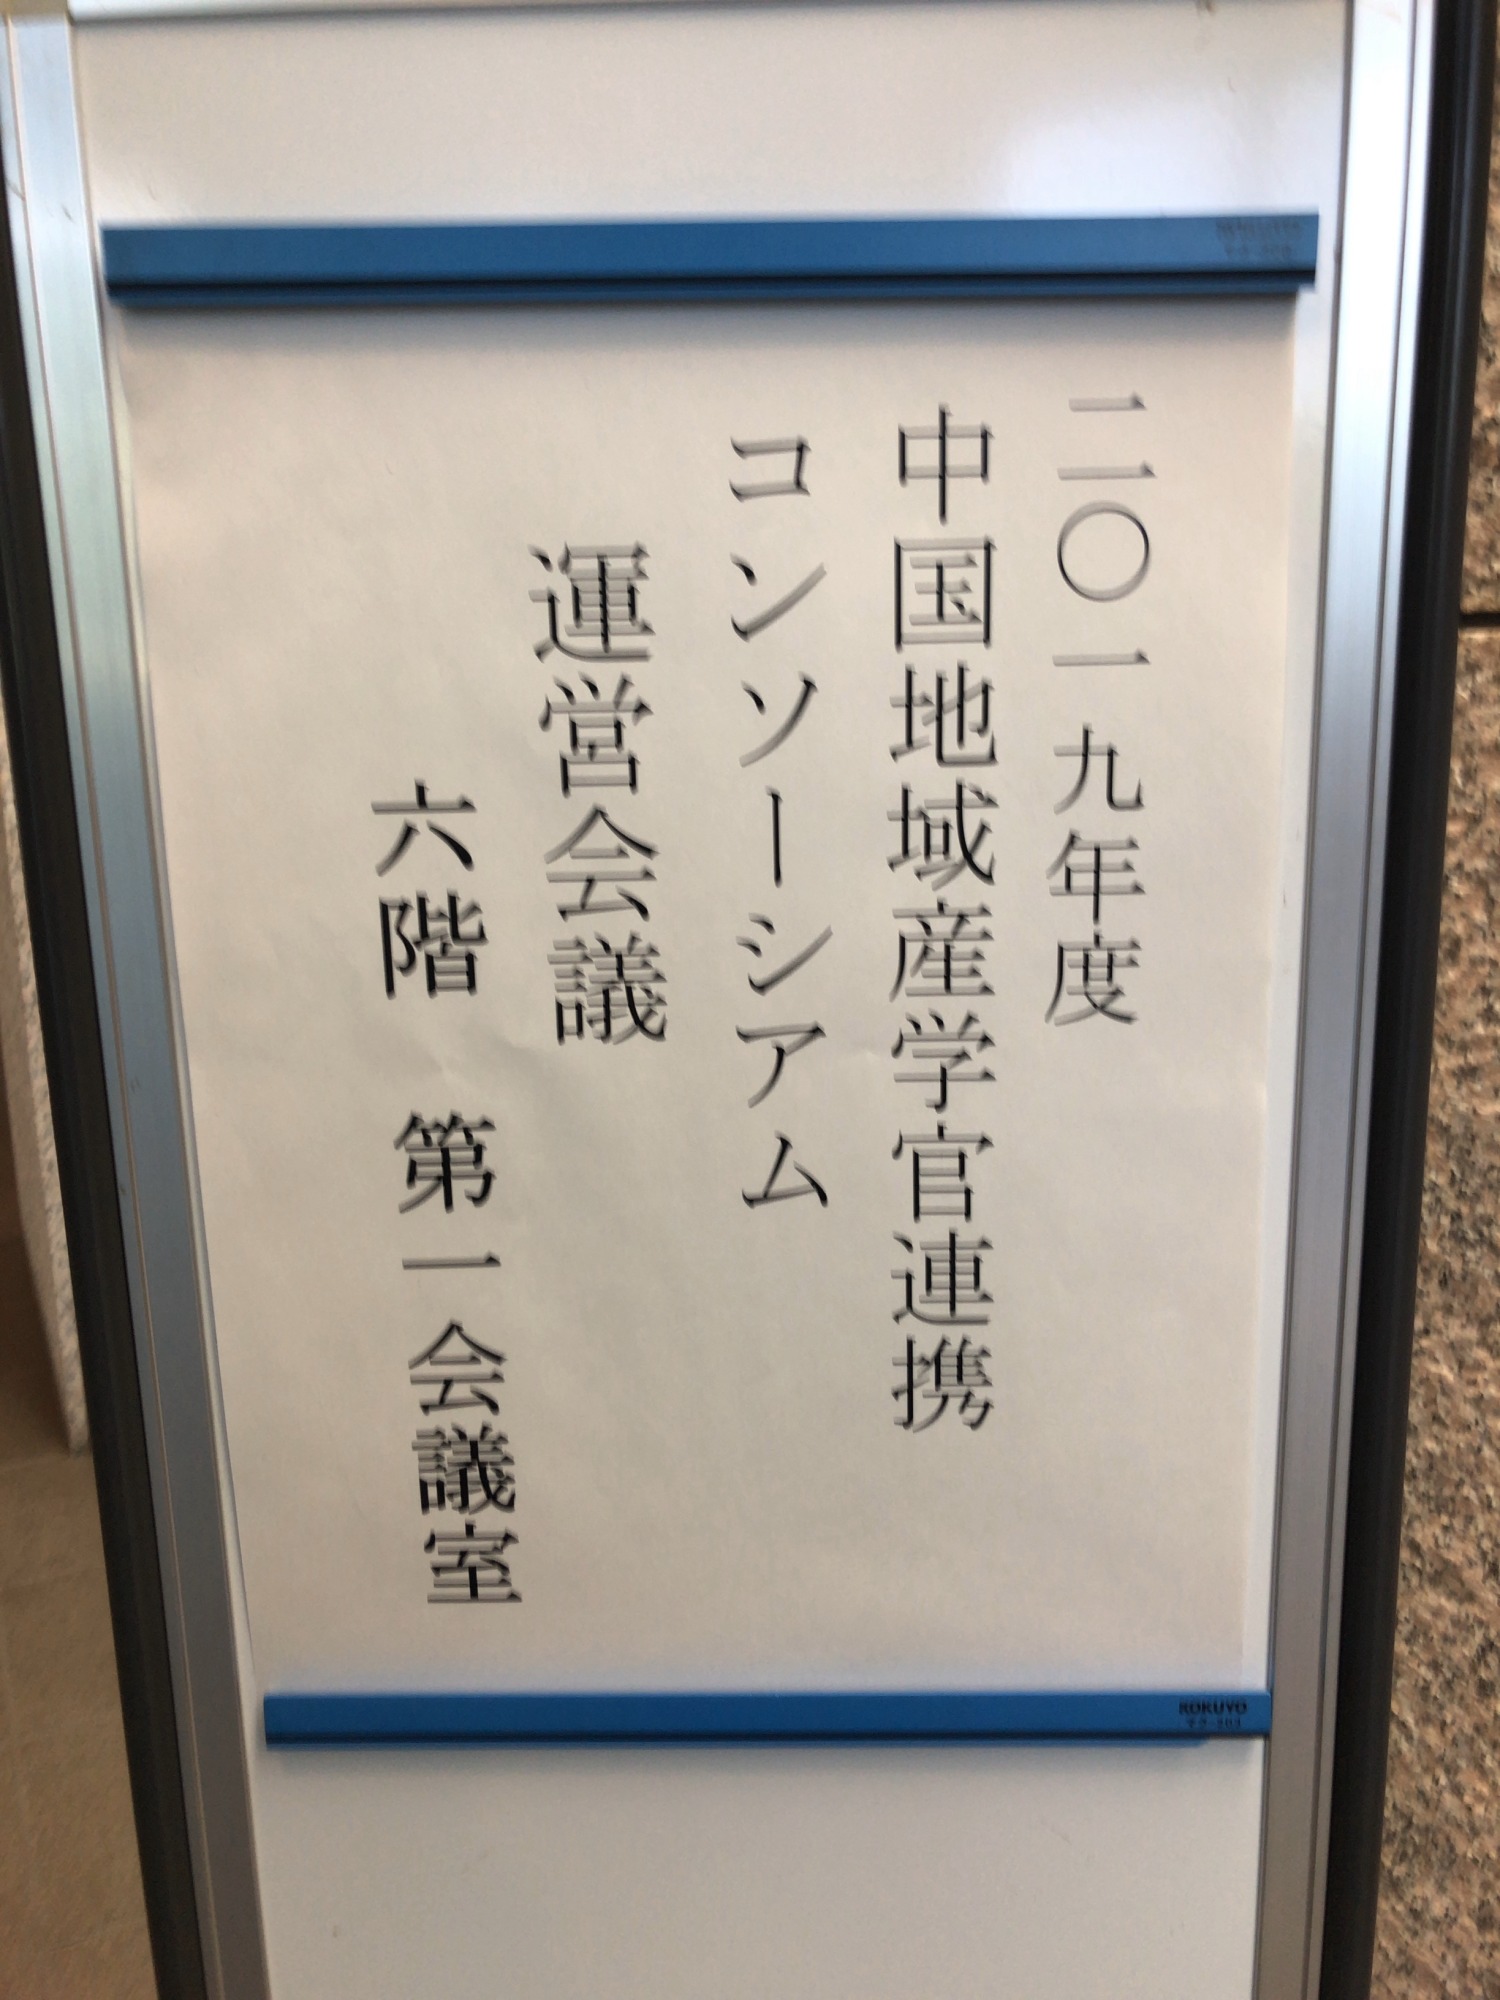 二〇一九年度
中国地域産学官連携
コンソーシアム
運営会議
六階 第一会議室
KOKUYO